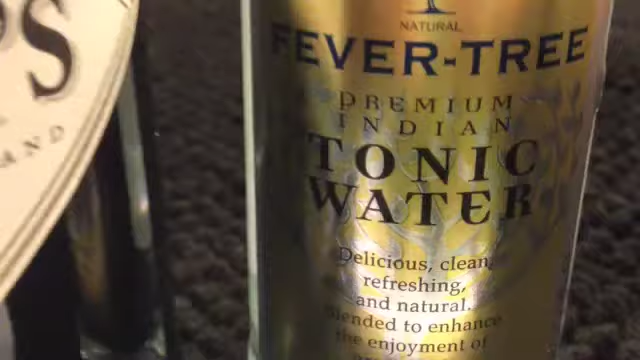 PS
AND
NATURAL
FEVER-TREE
PREMIUM
INDIAN
TONIC
WATER
Delicious, clean,
refreshing,
and natural.
Blended to enhance
the enjoyment of